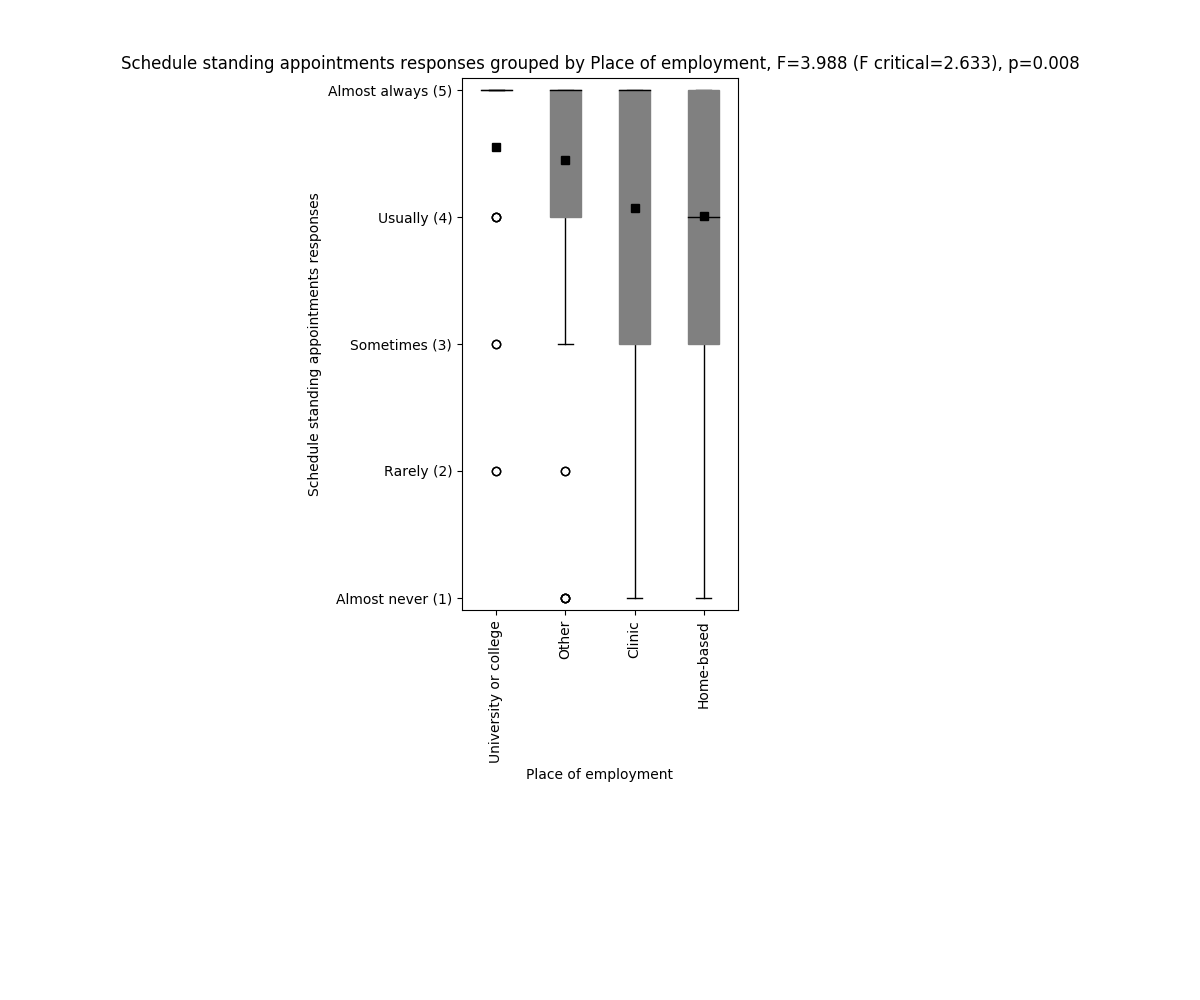 Schedule standing appointments responses grouped by Place of employment, F=3.988 (F critical=2.633), p=0.008
Schedule standing appointments responses
Almost always (5)
Usually (4)
Sometimes (3)
Rarely (2)
Almost never (1)
University or college
Other
Clinic
Home-based
Place of employment